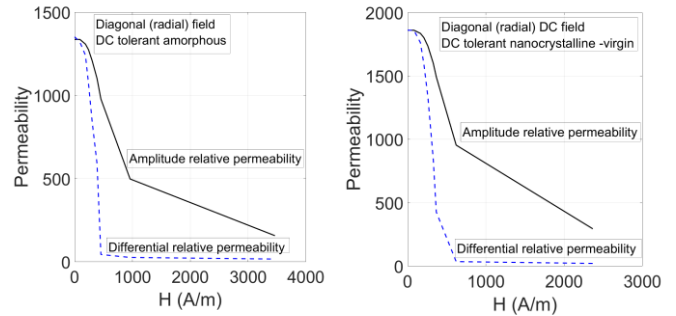 Diagonal (radial) field
DC tolerant amorphous
Permeability
1500
1000
500
0
Amplitude relative permeability
Differential relative permeability
0 1000 2000 3000 4000
H (A/m)
Diagonal (radial) DC field
DC tolerant nanocrystalline -virgin
Permeability
2000
1500
1000
500
0
Amplitude relative permeability
Differential relative permeability
0 1000 2000 3000
H (A/m)